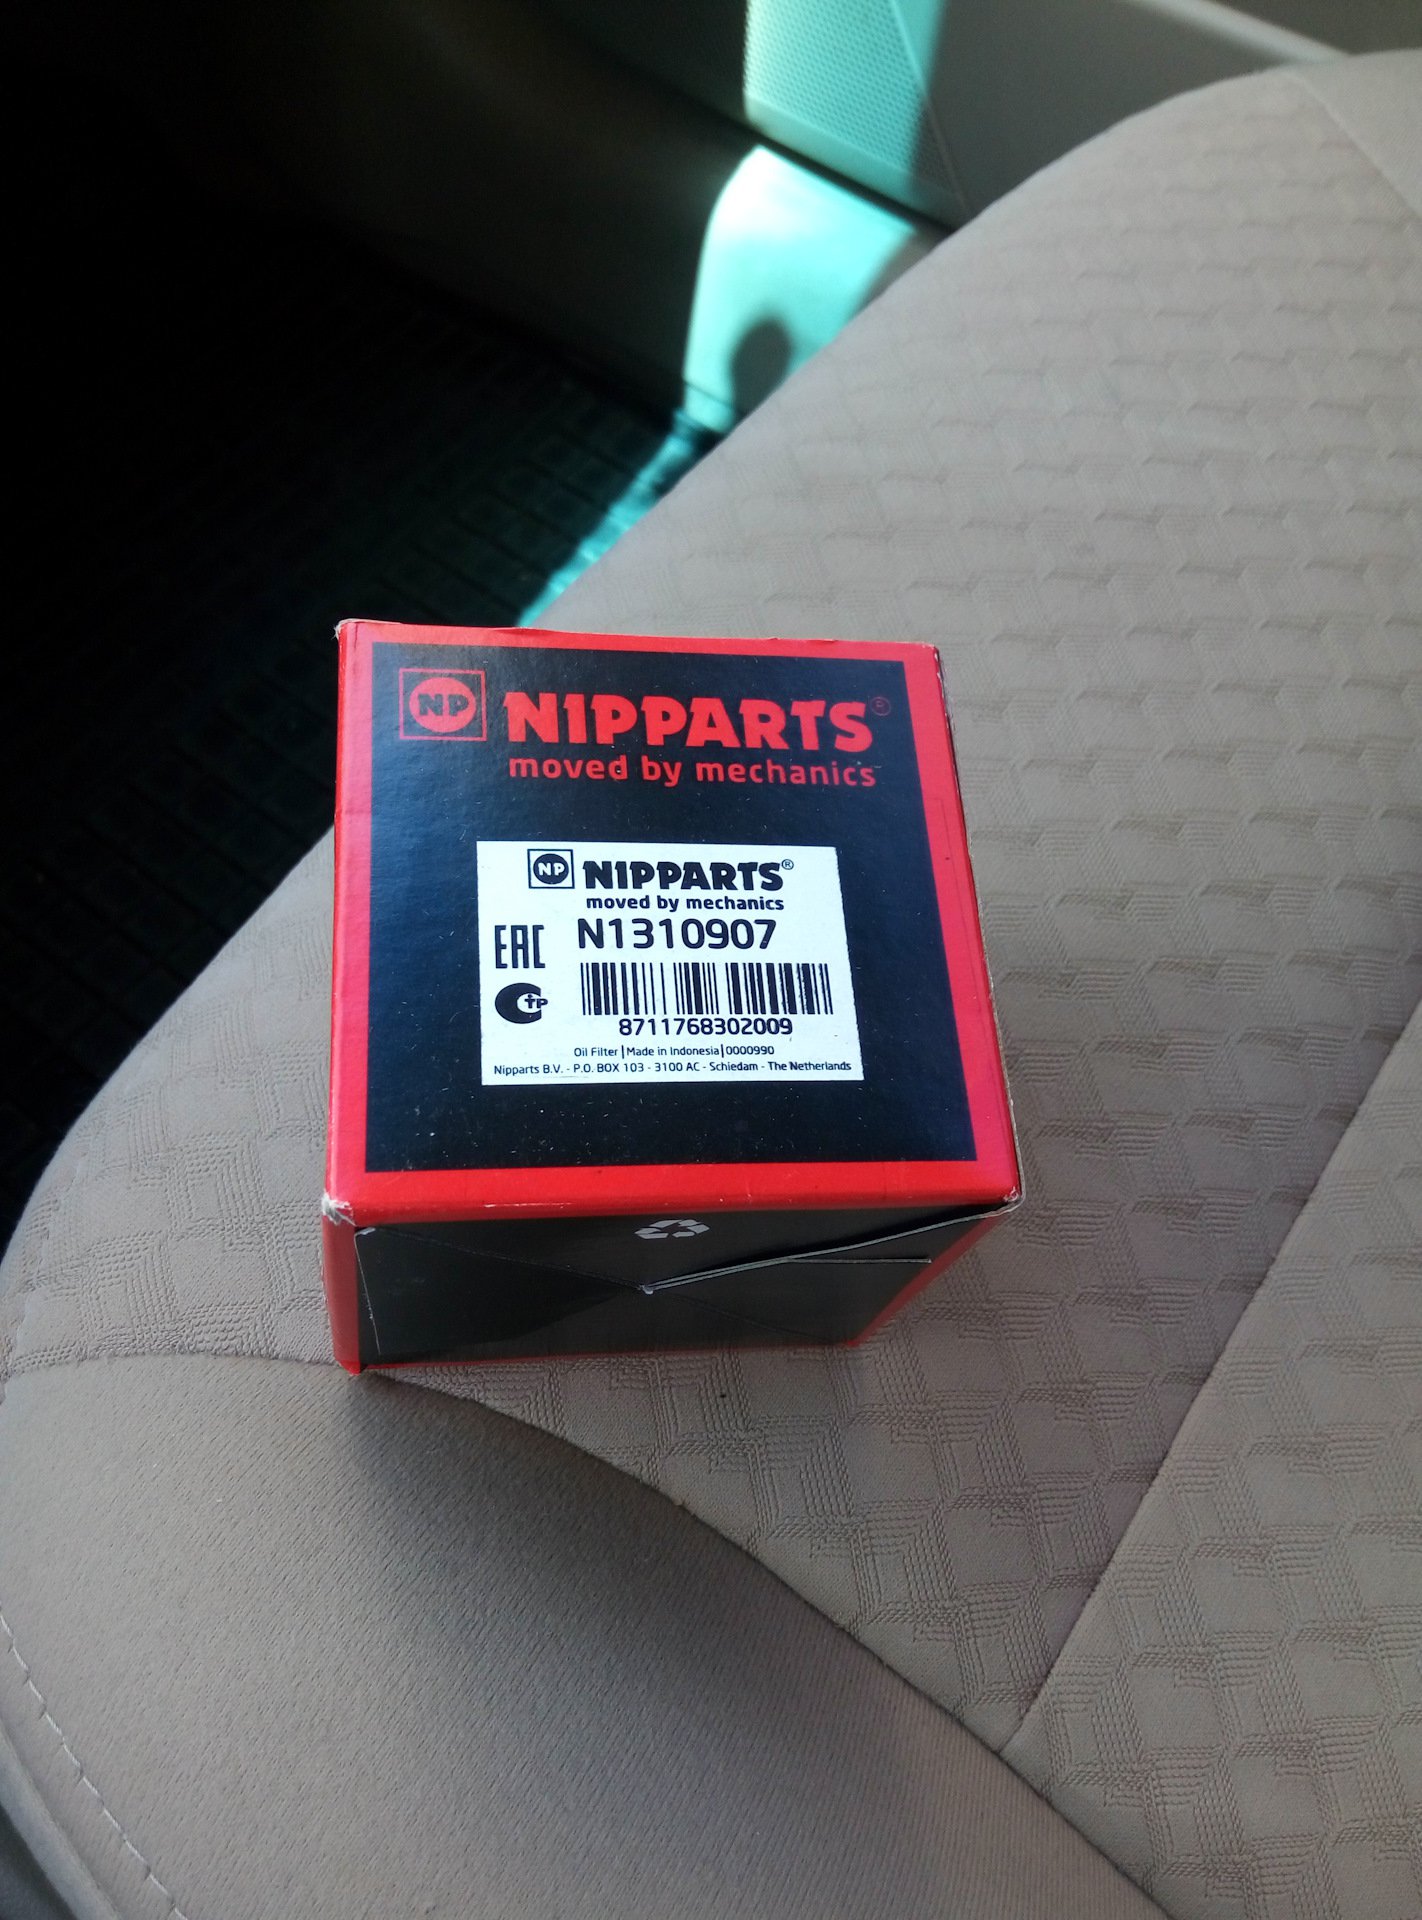 NP NIPPARTS®
moved by mechanics
NP NIPPARTS®
moved by mechanics
EAC N1310907
CTP
8711768302009
Oil Filter | Made in Indonesia | 0000990
Nipparts B.V. - P.O. BOX 103 - 3100 AC - Schiedam - The Netherlands